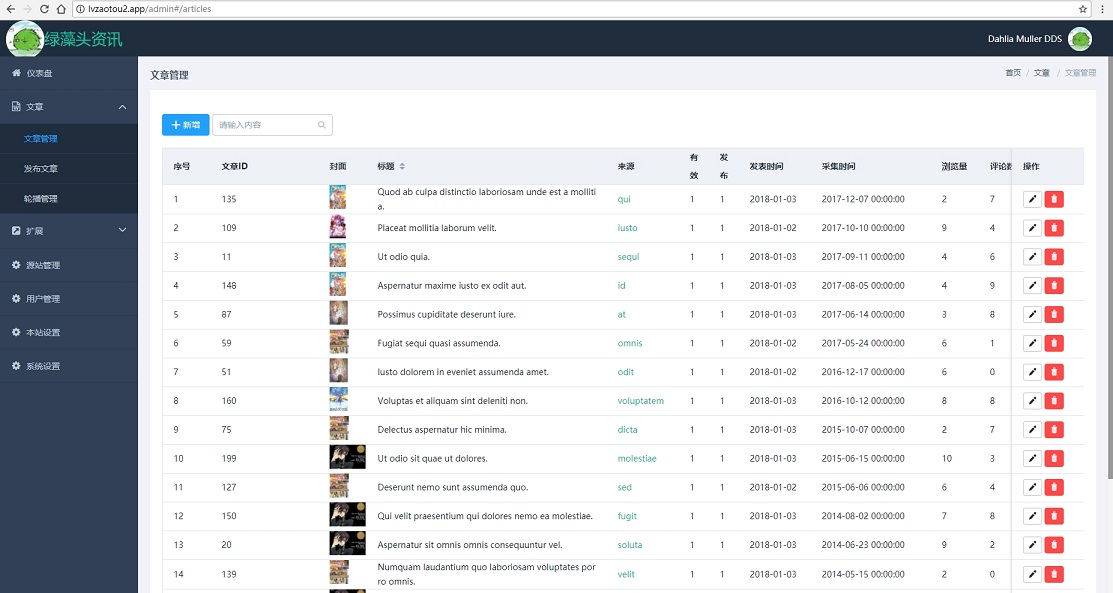 lvzaotou2.app/admin#/articles
绿藻头资讯
Dahlia Muller DDS
仪表盘
文章
文章管理
发布文章
轮播管理
扩展
源站管理
用户管理
本站设置
系统设置
文章管理
首页 / 文章 / 文章管理
新增
请输入内容
序号 文章ID 封面 标题 来源 有效 发布 发表时间 采集时间 浏览量 评论 操作
1 135 Quod ab culpa distinctio laboriosam unde est a molliti
a. qui 1 1 2018-01-03 2017-12-07 00:00:00 2 7
2 109 Placeat mollitia laborum velit. iusto 1 1 2018-01-02 2017-10-10 00:00:00 9 4
3 11 Ut odio quia. sequi 1 1 2018-01-03 2017-09-11 00:00:00 4 6
4 148 Aspernatur maxime iusto ex odit aut. id 1 1 2018-01-03 2017-08-05 00:00:00 4 9
5 87 Possimus cupiditate deserunt iure. at 1 1 2018-01-03 2017-06-14 00:00:00 3 8
6 59 Fugiat sequi quasi assumenda. omnis 1 1 2018-01-02 2017-05-24 00:00:00 6 1
7 51 Iusto dolorem in eveniet assumenda amet. odit 1 1 2018-01-02 2016-12-17 00:00:00 6 0
8 160 Voluptas et aliquam sint deleniti non. voluptatem 1 1 2018-01-03 2016-10-12 00:00:00 8 8
9 75 Delectus aspernatur hic minima. dicta 1 1 2018-01-03 2015-10-07 00:00:00 2 7
10 199 Ut odio sit quae ut dolores. molestiae 1 1 2018-01-03 2015-06-15 00:00:00 10 3
11 127 Deserunt nemo sunt assumenda quo. sed 1 1 2018-01-02 2015-06-06 00:00:00 6 4
12 150 Qui velit praesentium qui dolores nemo ea molestiae. fugit 1 1 2018-01-03 2014-08-02 00:00:00 7 8
13 20 Aspernatur sit omnis omnis consequuntur vel. soluta 1 1 2018-01-03 2014-06-23 00:00:00 9 2
14 139 Numquam laudantium quo laboriosam voluptates por
ro omnis. velit 1 1 2018-01-03 2014-05-15 00:00:00 2 0